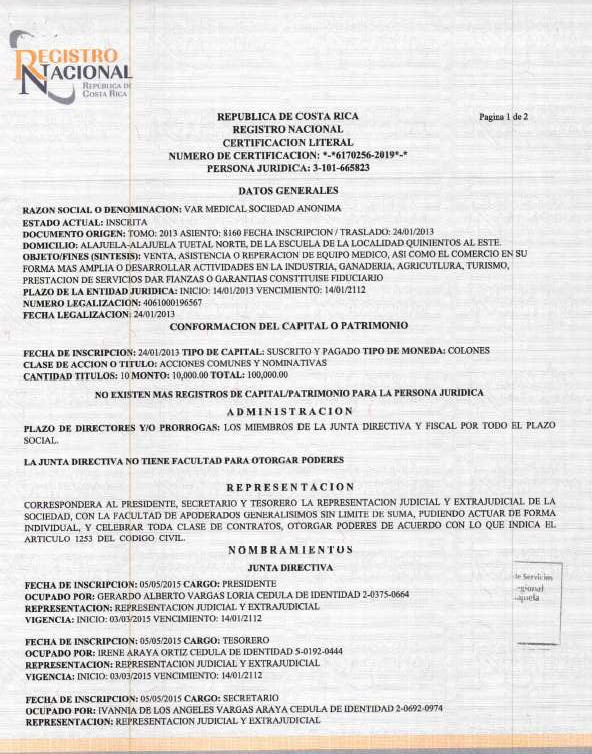 REGISTRO
NACIONAL
REPUBLICA DE
COSTA RICA
REPUBLICA DE COSTA RICA
Pagina 1 de 2
REGISTRO NACIONAL
CERTIFICACION LITERAL
NUMERO DE CERTIFICACION: *-*6170256-2019*-*
PERSONA JURIDICA: 3-101-665823
DATOS GENERALES
RAZON SOCIAL O DENOMINACION: VAR MEDICAL SOCIEDAD ANONIMA
ESTADO ACTUAL: INSCRITA
DOCUMENTO ORIGEN: TOMO: 2013 ASIENTO: 8160 FECHA INSCRIPCION / TRASLADO: 24/01/2013
DOMICILIO: ALAJUELA-ALAJUELA TUETAL NORTE, DE LA ESCUELA DE LA LOCALIDAD QUINIENTOS AL ESTE.
OBJETO/FINES (SINTESIS): VENTA, ASISTENCIA O REPERACION DE EQUIPO MEDICO, ASI COMO EL COMERCIO EN SU
FORMA MAS AMPLIA O DESARROLLAR ACTIVIDADES EN LA INDUSTRIA, GANADERIA, AGRICUTLURA, TURISMO,
PRESTACION DE SERVICIOS DAR FIANZAS O GARANTIAS CONSTITUISE FIDUCIARIO
PLAZO DE LA ENTIDAD JURIDICA: INICIO: 14/01/2013 VENCIMIENTO: 14/01/2112
NUMERO LEGALIZACION: 4061000196567
FECHA LEGALIZACION: 24/01/2013
CONFORMACION DEL CAPITAL O PATRIMONIO
FECHA DE INSCRIPCION: 24/01/2013 TIPO DE CAPITAL: SUSCRITO Y PAGADO TIPO DE MONEDA: COLONES
CLASE DE ACCION O TITULO: ACCIONES COMUNES Y NOMINATIVAS
CANTIDAD TITULOS: 10 MONTO: 10,000.00 TOTAL: 100,000.00
NO EXISTEN MAS REGISTROS DE CAPITAL/PATRIMONIO PARA LA PERSONA JURIDICA
ADMINISTRACION
PLAZO DE DIRECTORES Y/O PRORROGAS: LOS MIEMBROS DE LA JUNTA DIRECTIVA Y FISCAL POR TODO EL PLAZO
SOCIAL.
LA JUNTA DIRECTIVA NO TIENE FACULTAD PARA OTORGAR PODERES
REPRESENTACION
CORRESPONDERA AL PRESIDENTE, SECRETARIO Y TESORERO LA REPRESENTACION JUDICIAL Y EXTRAJUDICIAL DE LA
SOCIEDAD, CON LA FACULTAD DE APODERADOS GENERALISIMOS SIN LIMITE DE SUMA, PUDIENDO ACTUAR DE FORMA
INDIVIDUAL, Y CELEBRAR TODA CLASE DE CONTRATOS, OTORGAR PODERES DE ACUERDO CON LO QUE INDICA EL
ARTICULO 1253 DEL CODIGO CIVIL.
NOMBRAMIENTOS
JUNTA DIRECTIVA
FECHA DE INSCRIPCION: 05/05/2015 CARGO: PRESIDENTE
OCUPADO POR: GERARDO ALBERTO VARGAS LORIA CEDULA DE IDENTIDAD 2-0375-0664
REPRESENTACION: REPRESENTACION JUDICIAL Y EXTRAJUDICIAL
VIGENCIA: INICIO: 03/03/2015 VENCIMIENTO: 14/01/2112
de Servicios
egional
ajuela
FECHA DE INSCRIPCION: 05/05/2015 CARGO: TESORERO
OCUPADO POR: IRENE ARAYA ORTIZ CEDULA DE IDENTIDAD 5-0192-0444
REPRESENTACION: REPRESENTACION JUDICIAL Y EXTRAJUDICIAL
VIGENCIA: INICIO: 03/03/2015 VENCIMIENTO: 14/01/2112
FECHA DE INSCRIPCION: 05/05/2015 CARGO: SECRETARIO
OCUPADO POR: IVANNIA DE LOS ANGELES VARGAS ARAYA CEDULA DE IDENTIDAD 2-0692-0974
REPRESENTACION: REPRESENTACION JUDICIAL Y EXTRAJUDICIAL